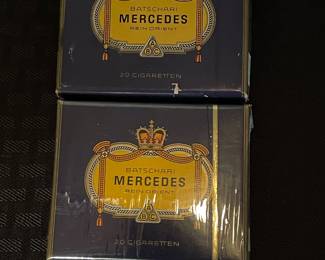 BATSCHARI
MERCEDES
REIN ORIENT
A
B C
20 CIGARETTEN
BATSCHARI
MERCEDES
REIN ORIENT
A
B C
20 CIGARETTEN